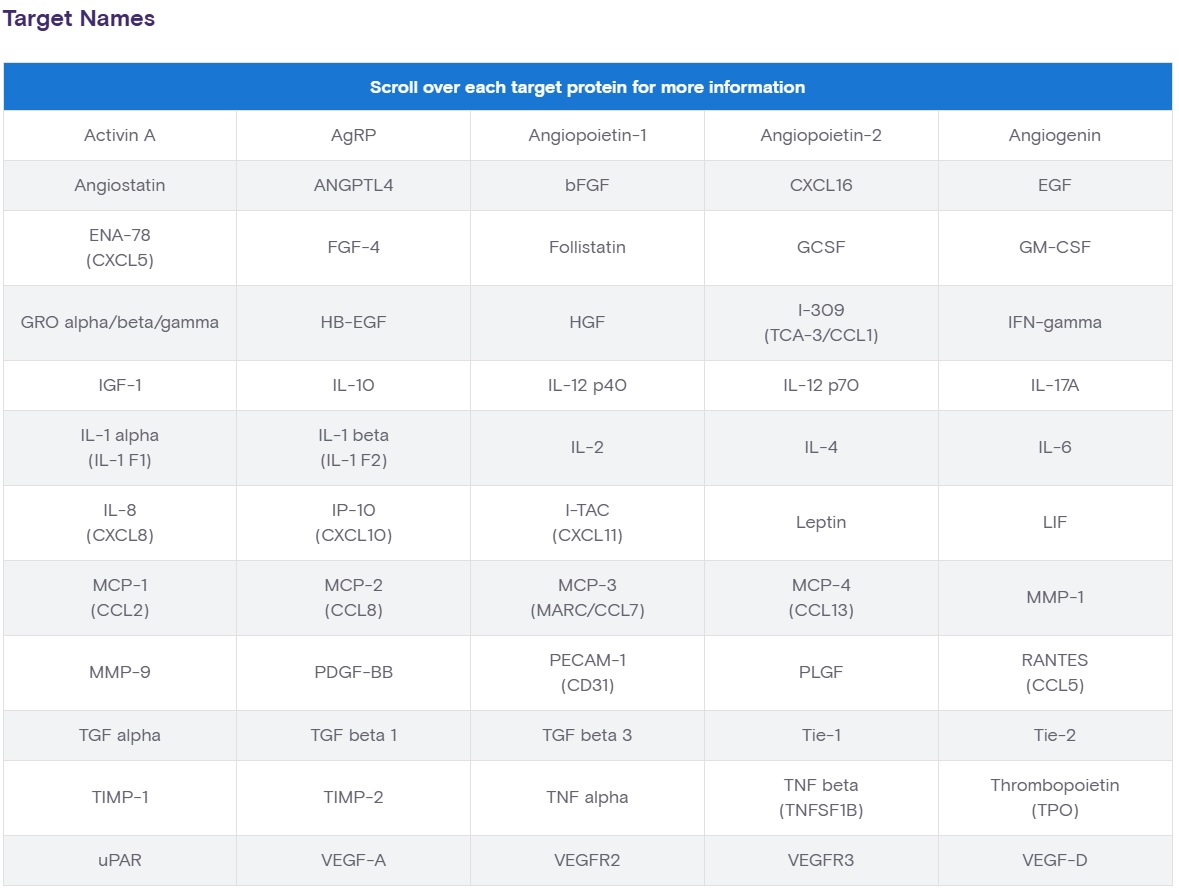 Target Names
Scroll over each target protein for more information
Activin A
AgRP
Angiopoietin-1
Angiopoietin-2
Angiogenin
Angiostatin
ANGPTL4
bFGF
CXCL16
EGF
ENA-78
(CXCL5)
FGF-4
Follistatin
GCSF
GM-CSF
GRO alpha/beta/gamma
HB-EGF
HGF
I-309
(TCA-3/CCL1)
IFN-gamma
IGF-1
IL-10
IL-12 p40
IL-12 p70
IL-17A
IL-1 alpha
(IL-1 F1)
IL-1 beta
(IL-1 F2)
IL-2
IL-4
IL-6
IL-8
(CXCL8)
IP-10
(CXCL10)
I-TAC
(CXCL11)
Leptin
LIF
MCP-1
(CCL2)
MCP-2
(CCL8)
MCP-3
(MARC/CCL7)
MCP-4
(CCL13)
MMP-1
MMP-9
PDGF-BB
PECAM-1
(CD31)
PLGF
RANTES
(CCL5)
TGF alpha
TGF beta 1
TGF beta 3
Tie-1
Tie-2
TIMP-1
TIMP-2
TNF alpha
TNF beta
(TNFSF1B)
Thrombopoietin
(TPO)
uPAR
VEGF-A
VEGFR2
VEGFR3
VEGF-D